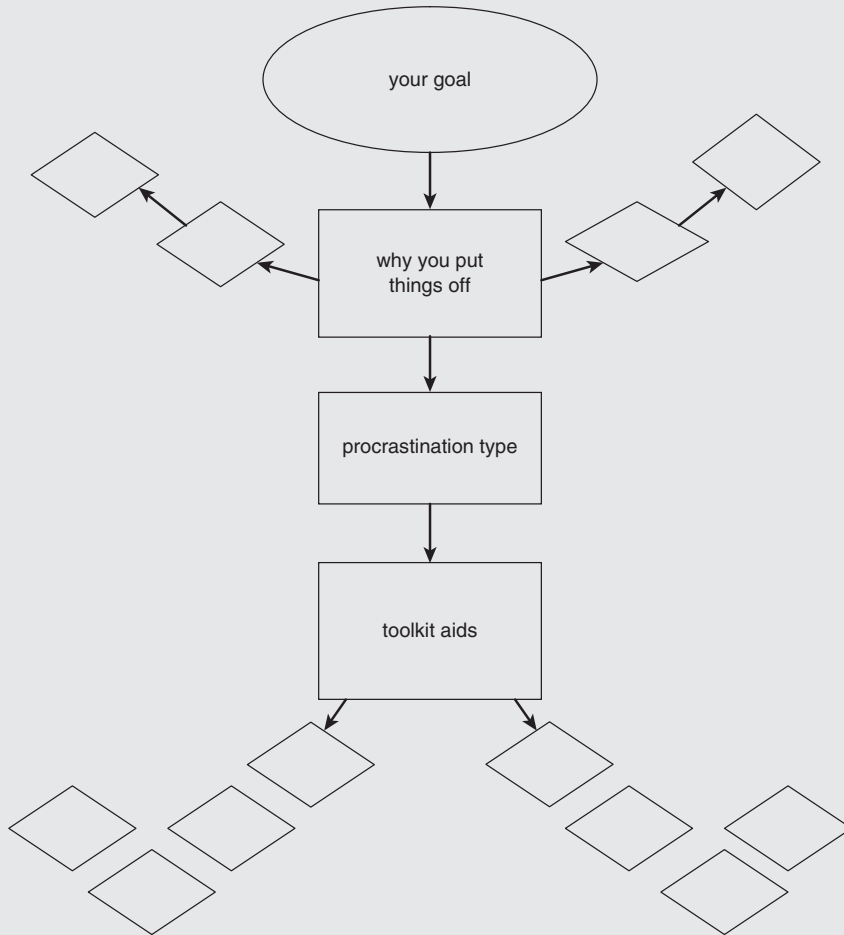 your goal
why you put
things off
procrastination type
toolkit aids